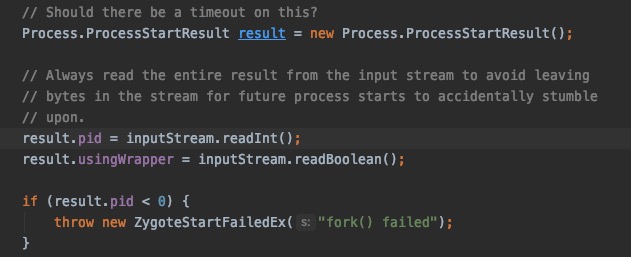 // Should there be a timeout on this?
Process.ProcessStartResult result = new Process.ProcessStartResult();
// Always read the entire result from the input stream to avoid leaving
// bytes in the stream for future process starts to accidentally stumble
// upon.
result.pid = inputStream.readInt();
result.usingWrapper = inputStream.readBoolean();
if (result.pid < 0) {
throw new ZygoteStartFailedEx( s: "fork() failed");
}